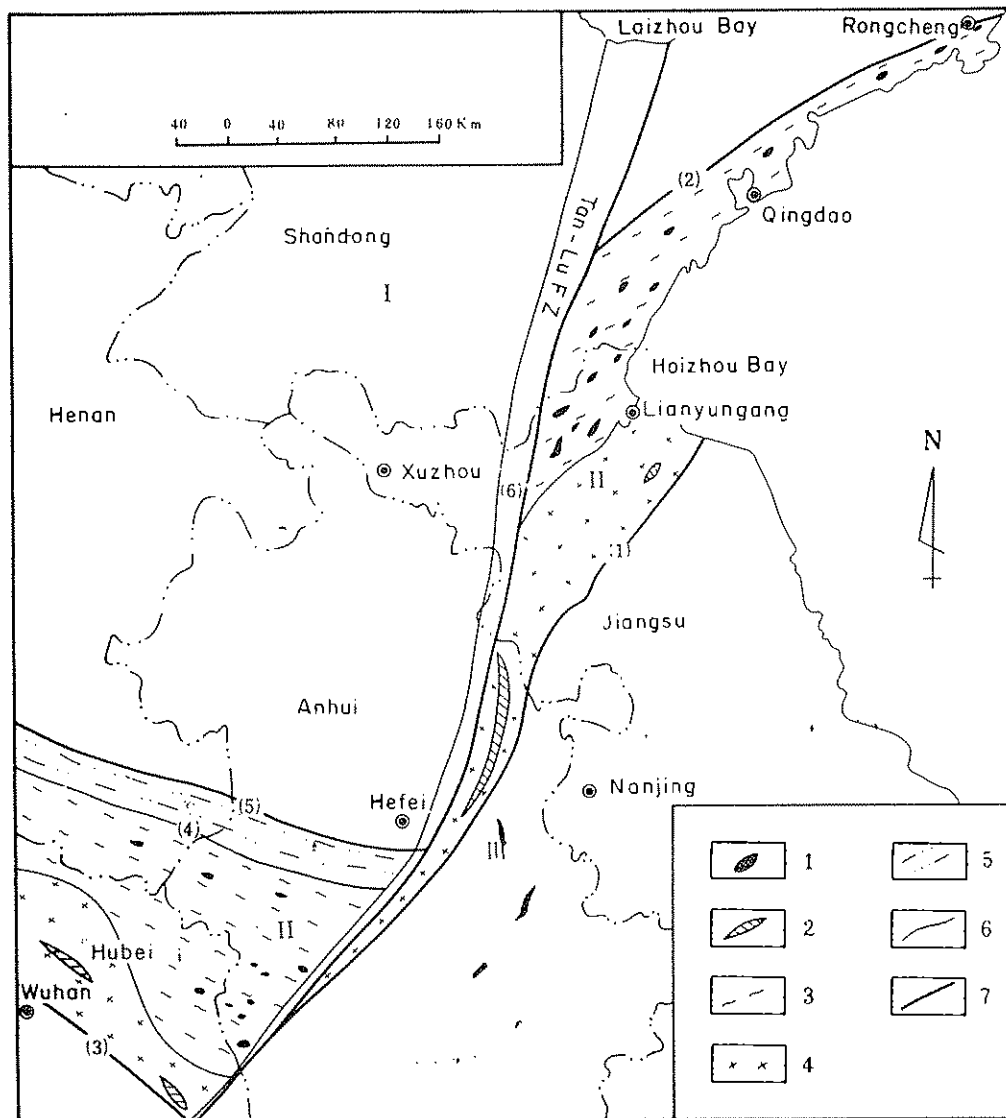 Laizhou Bay
Rongcheng
40 0 40 80 120 160 Km
(2)
Qingdao
Shandong
Tan-Lu F Z
I
Hoizhou Bay
Henan
Lianyungang
Xuzhou
II
(6)
N
(1)
Jiangsu
Anhui
Nanjing
(5)
Hefei
(4)
III
II
Hubei
Wuhan
(3)
1
5
2
6
3
7
4